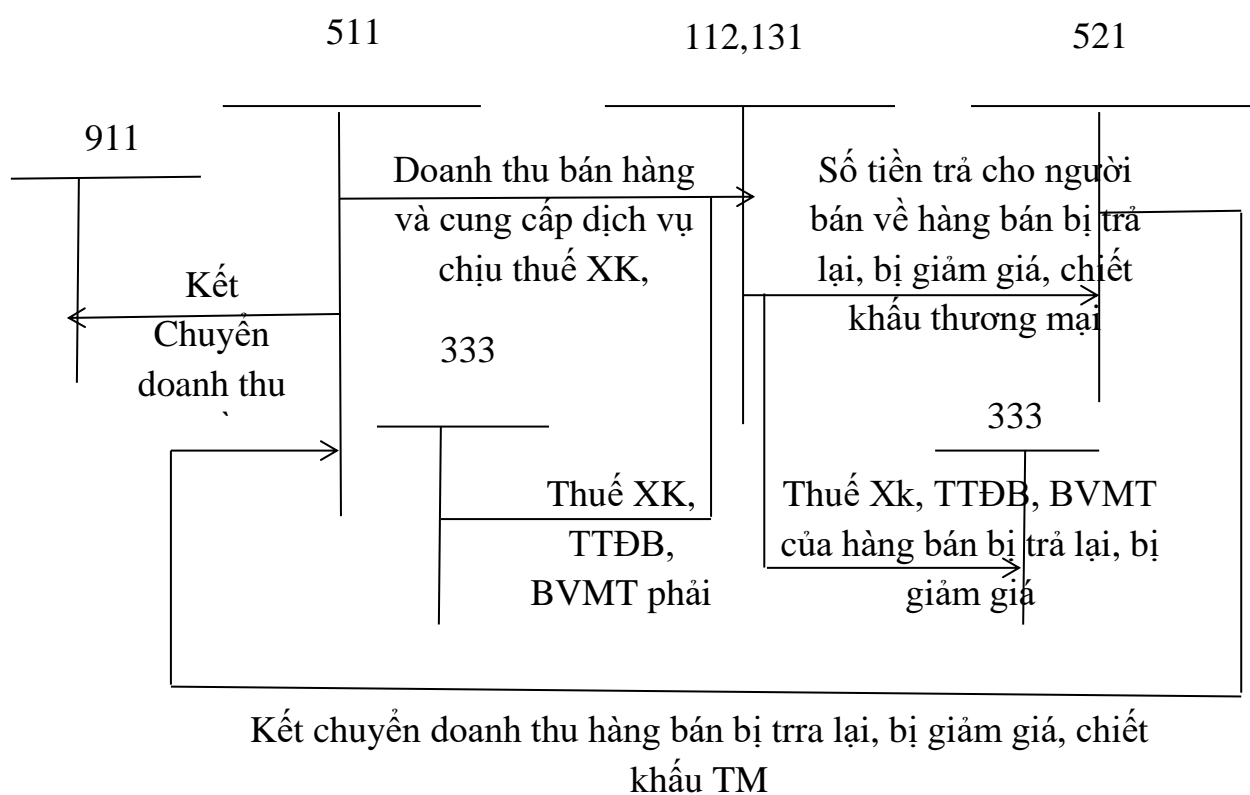 511
112,131
521
911
Doanh thu bán hàng
và cung cấp dịch vụ
chịu thuế XK,
Số tiền trả cho người
bán về hàng bán bị trả
lại, bị giảm giá, chiết
khấu thương mại
Kết
Chuyển
doanh thu
333
333
Thuế XK,
TTĐB,
BVMT phải
Thuế Xk, TTĐB, BVMT
của hàng bán bị trả lại, bị
giảm giá
Kết chuyển doanh thu hàng bán bị trra lại, bị giảm giá, chiết
khấu TM